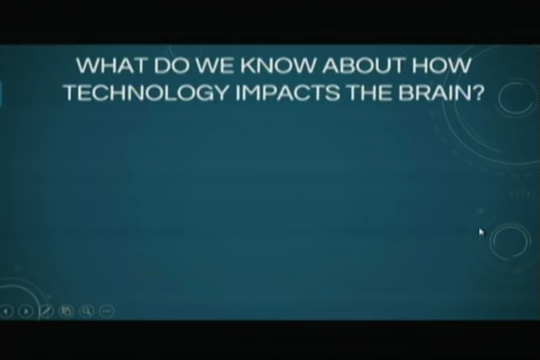 WHAT DO WE KNOW ABOUT HOW
TECHNOLOGY IMPACTS THE BRAIN?